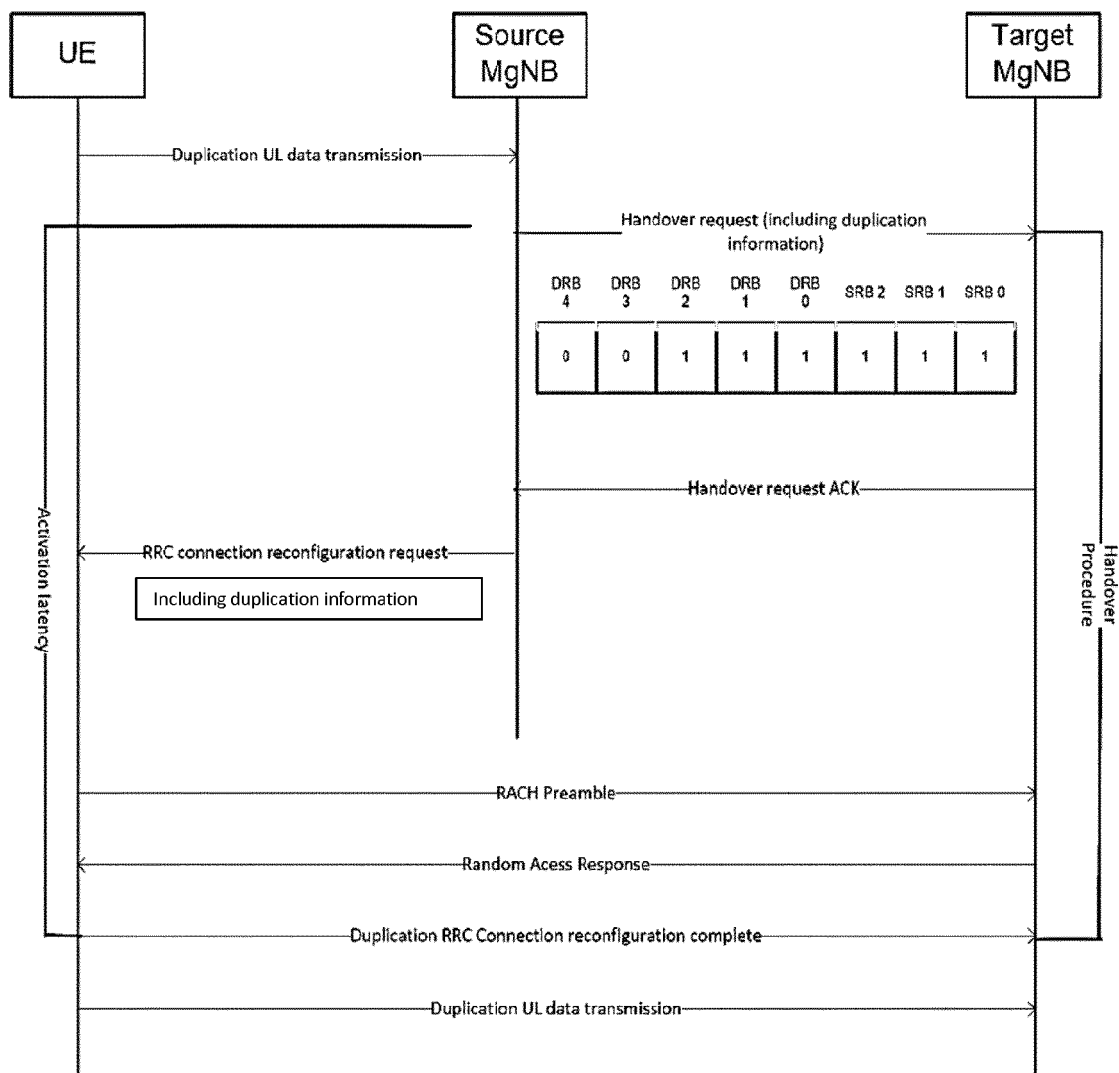 UE
Source
MgNB
Target
MgNB
Duplication UL data transmission
Handover request (including duplication
information)
DRB
4
DRB
3
DRB
2
DRB
1
DRB
0
SRB 2
SRB 1
SRB 0
0
0
1
1
1
1
1
1
Handover request ACK
RRC connection reconfiguration request
Including duplication information
Activation latency
Handover
Procedure
RACH Preamble
Random Acess Response
Duplication RRC Connection reconfiguration complete
Duplication UL data transmission